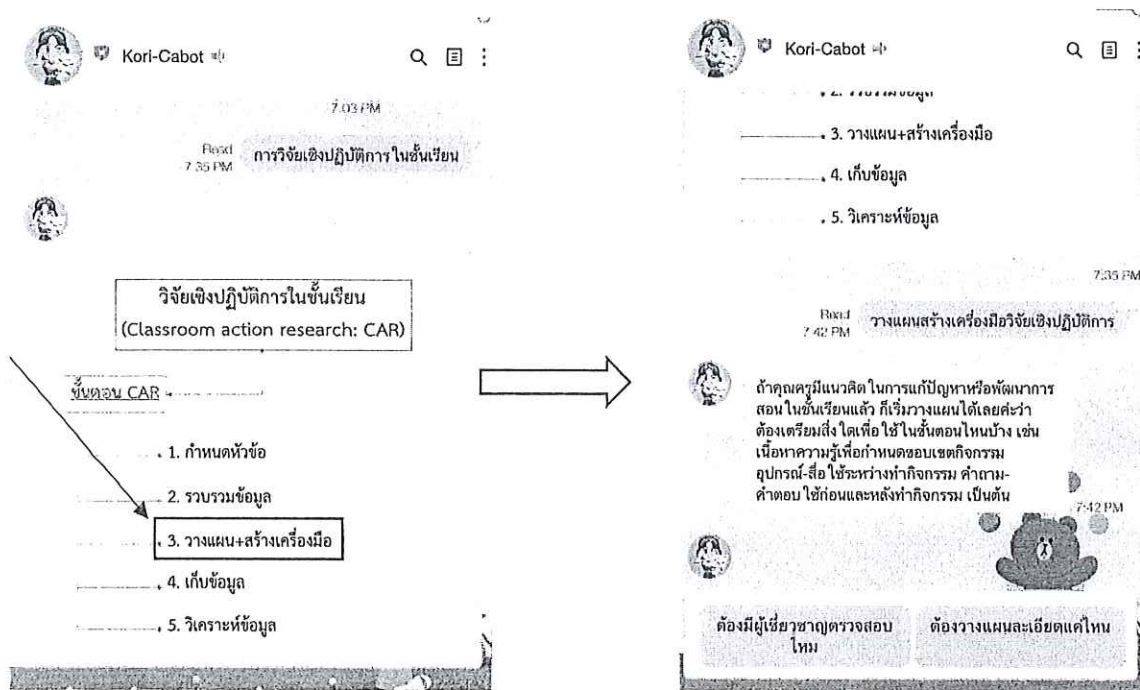 Kori-Cabot
7:03 PM
Read
7:35 PM
การวิจัยเชิงปฏิบัติการในชั้นเรียน
วิจัยเชิงปฏิบัติการในชั้นเรียน
(Classroom action research: CAR)
ขั้นตอน CAR
1. กำหนดหัวข้อ
2. รวบรวมข้อมูล
3. วางแผน+สร้างเครื่องมือ
4. เก็บข้อมูล
5. วิเคราะห์ข้อมูล
Kori-Cabot
2. รวบรวมข้อมูล
3. วางแผน+สร้างเครื่องมือ
4. เก็บข้อมูล
5. วิเคราะห์ข้อมูล
7:35 PM
Read
7:42 PM
วางแผนสร้างเครื่องมือวิจัยเชิงปฏิบัติการ
ถ้าคุณครูมีแนวคิดในการแก้ปัญหาหรือพัฒนาการ
สอนในชั้นเรียนแล้ว ก็เริ่มวางแผนได้เลยค่ะว่า
ต้องเตรียมสิ่งใดเพื่อใช้ในขั้นตอนไหนบ้าง เช่น
เนื้อหาความรู้เพื่อกำหนดขอบเขตกิจกรรม
อุปกรณ์-สื่อใช้ระหว่างทำกิจกรรม คำถาม-
คำตอบ ใช้ก่อนและหลังทำกิจกรรม เป็นต้น
7:42 PM
ต้องมีผู้เชี่ยวชาญตรวจสอบ
ไหม
ต้องวางแผนละเอียดแค่ไหน